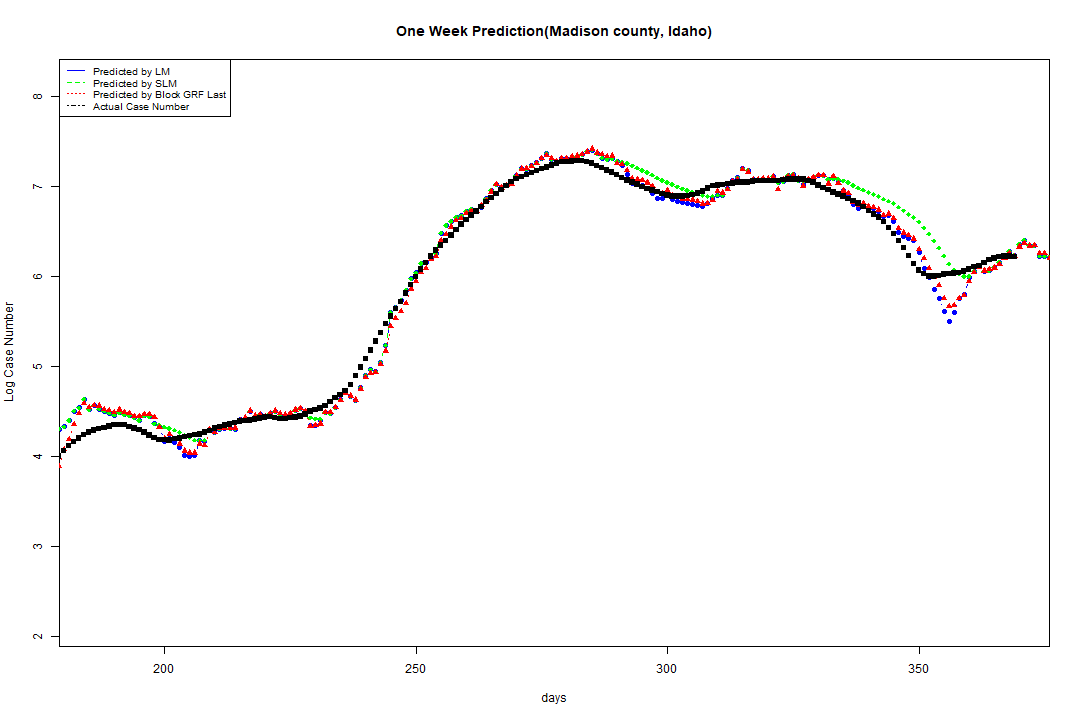 One Week Prediction(Madison county, Idaho)
Predicted by LM
Predicted by SLM
Predicted by Block GRF Last
Actual Case Number
8
7
6
5
4
3
2
Log Case Number
200 250 300 350
days